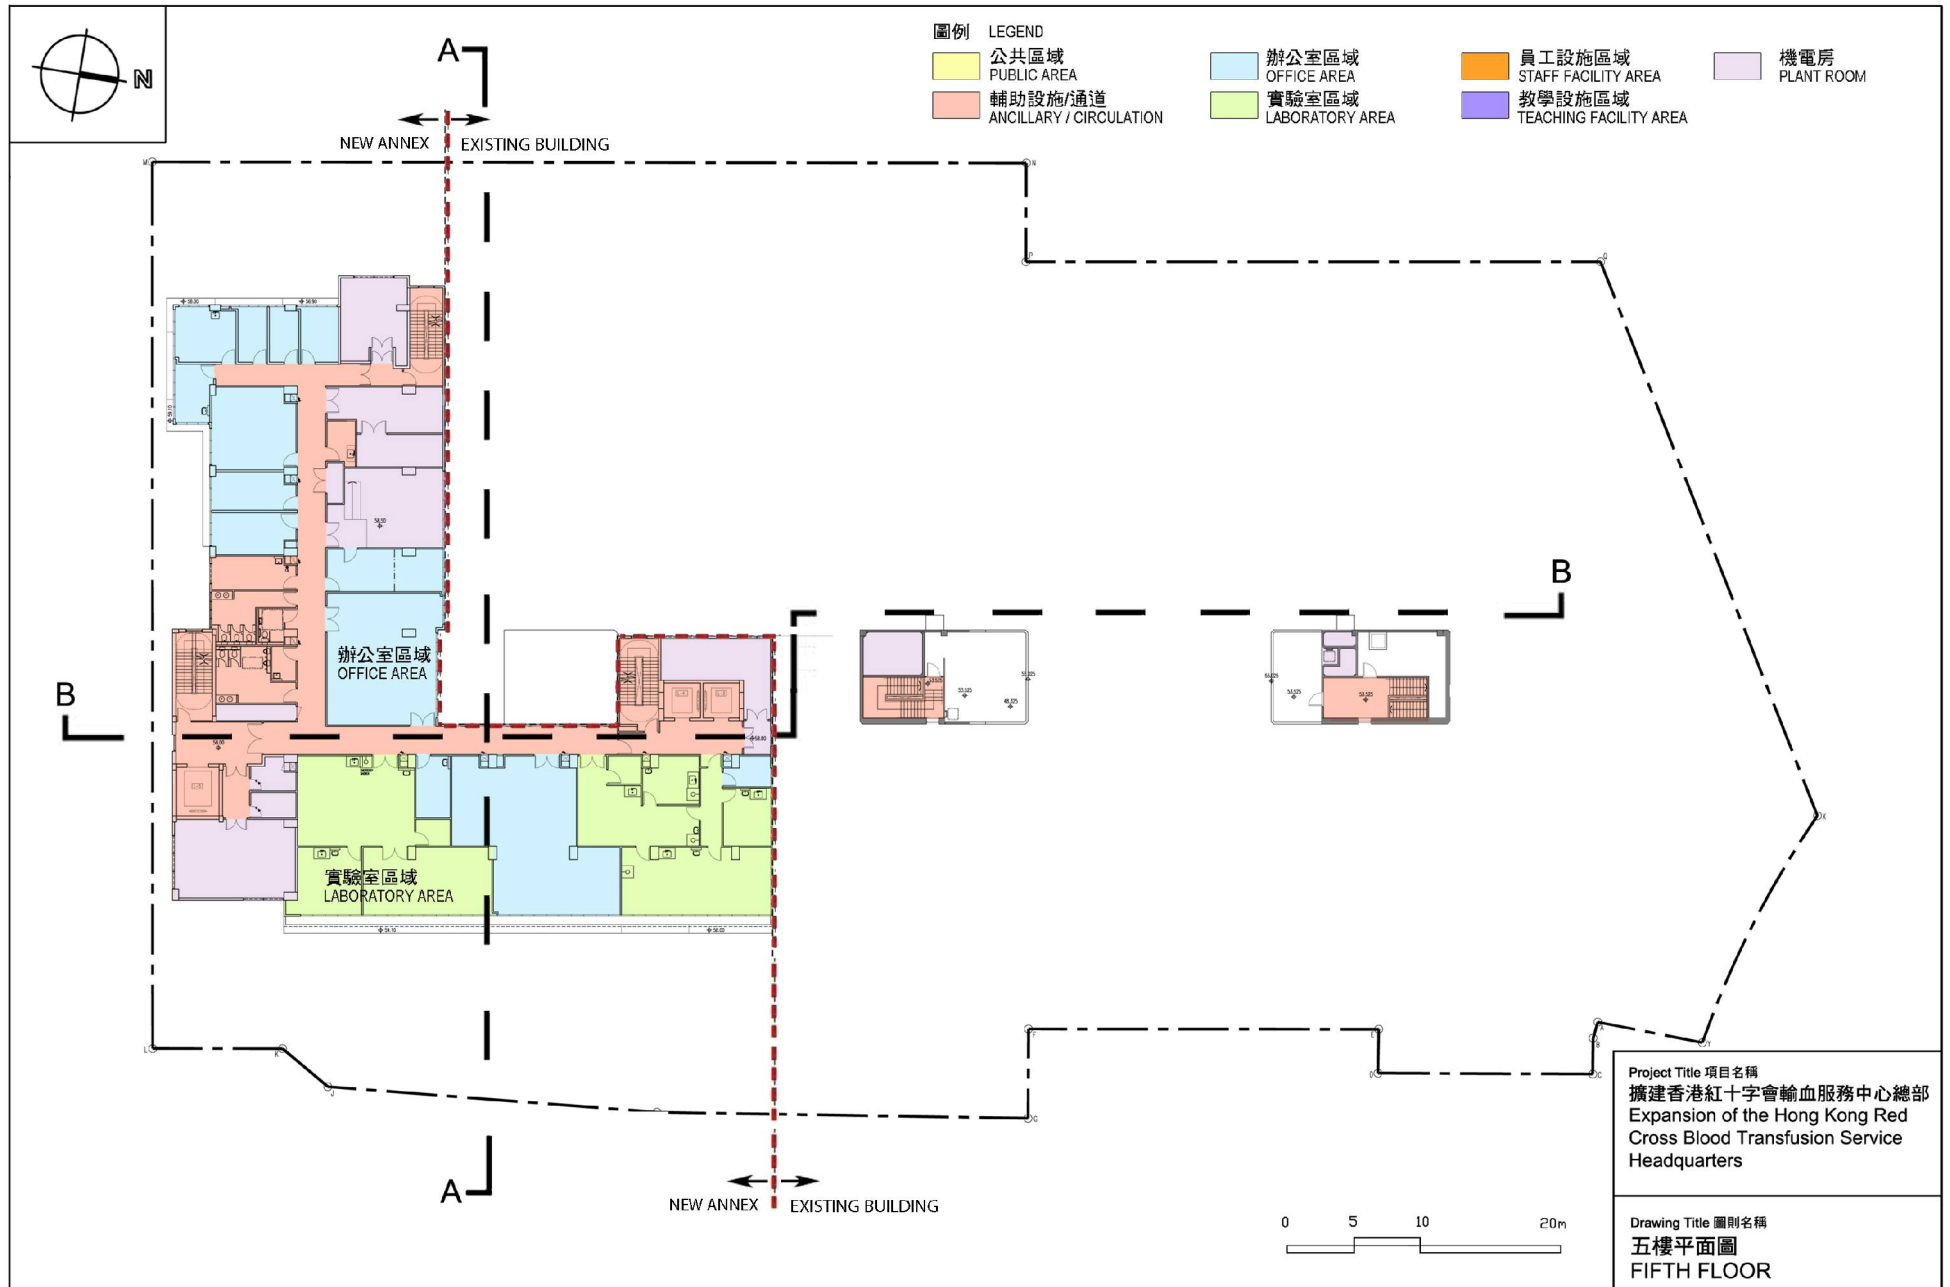 N
A
圖例 LEGEND
公共區域
PUBLIC AREA
辦公室區域
OFFICE AREA
員工設施區域
STAFF FACILITY AREA
機電房
PLANT ROOM
輔助設施/通道
ANCILLARY / CIRCULATION
實驗室區域
LABORATORY AREA
教學設施區域
TEACHING FACILITY AREA
NEW ANNEX
EXISTING BUILDING
B
辦公室區域
OFFICE AREA
B
實驗室區域
LABORATORY AREA
A
NEW ANNEX
EXISTING BUILDING
0 5 10 20m
Project Title 項目名稱
擴建香港紅十字會輸血服務中心總部
Expansion of the Hong Kong Red
Cross Blood Transfusion Service
Headquarters
Drawing Title 圖則名稱
五樓平面圖
FIFTH FLOOR